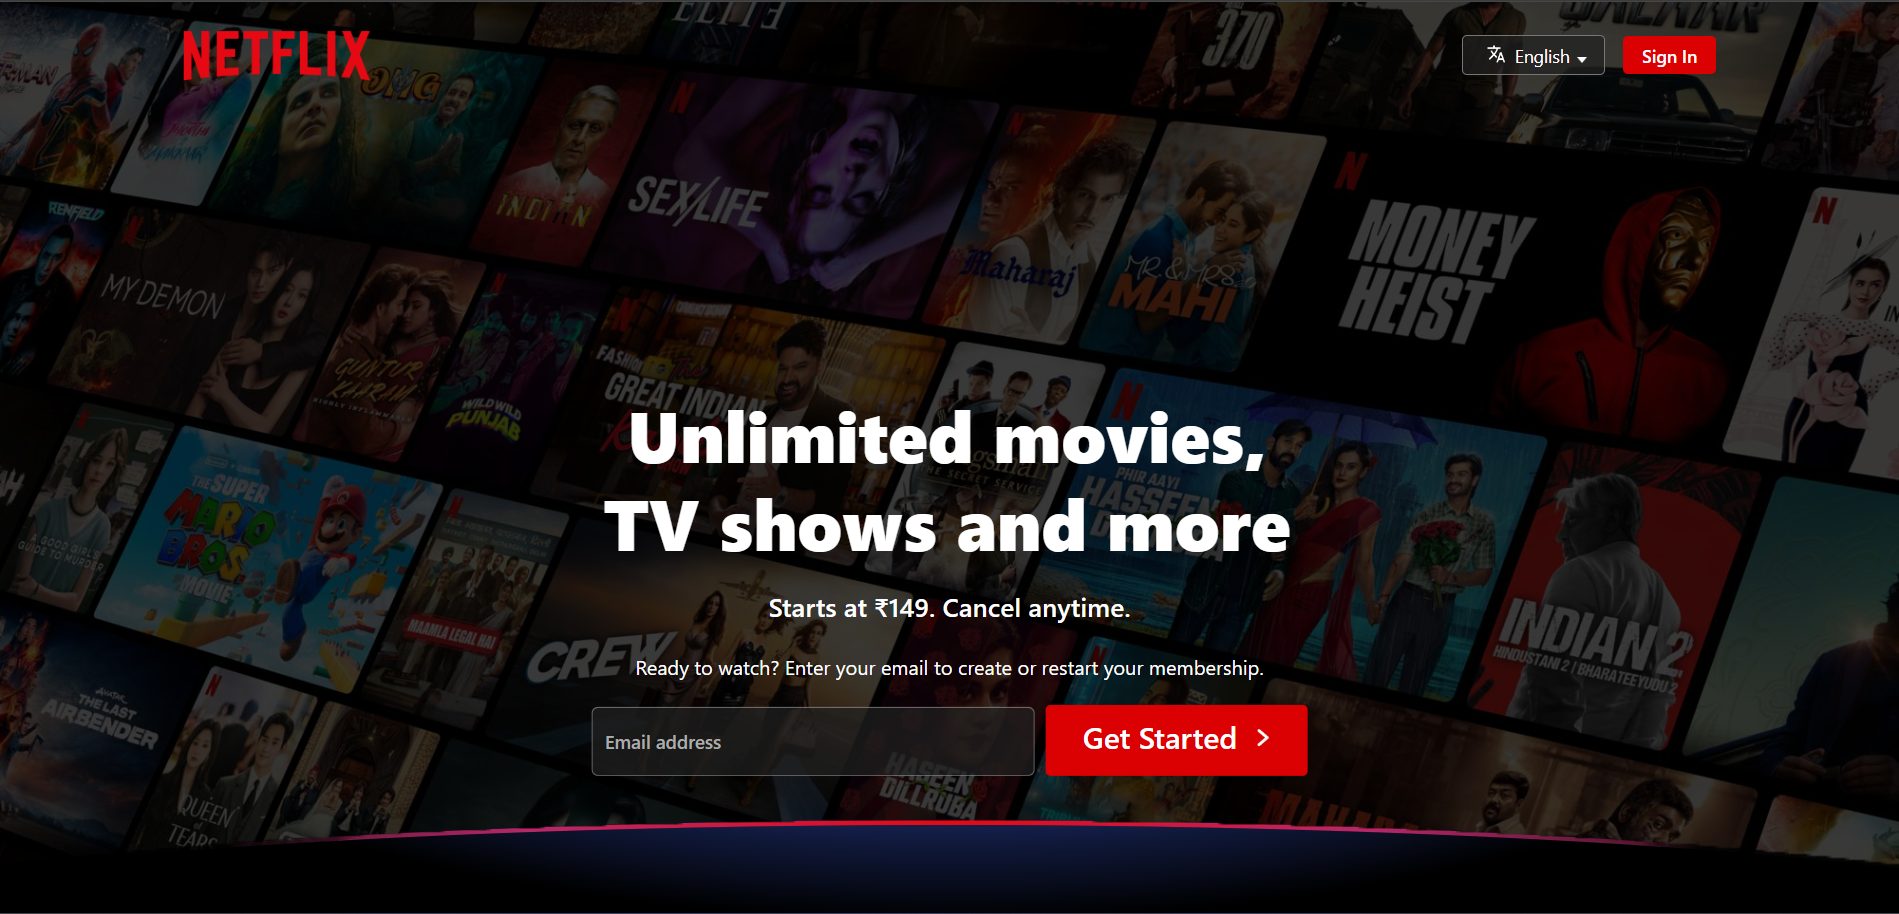 NETFLIX
English
Sign In
ELITE
370
OMG
INDIAN
SEX/LIFE
Maharaj
MR. & MRS.
MAHI
MONEY
HEIST
RENFIELD
MY DEMON
GUNTUR
KAARAM
WILD WILD
PUNJAB
GREAT INDIAN
Unlimited movies,
TV shows and more
Starts at ₹149. Cancel anytime.
Ready to watch? Enter your email to create or restart your membership.
Email address
Get Started
SECRET SERVICE
PHIR AAYI
HASSEEN
A GOOD GIRL'S
GUIDE TO MURDER
THE SUPER
MARIO
BROS.
MOVIE
MAAMLA LEGAL HAI
CREW
INDIAN 2
HINDUSTANI 2 | BHARATEEYUDU 2
AVATAR
THE LAST
AIRBENDER
QUEEN
of
TEARS
HASEEN
DILLRUBA